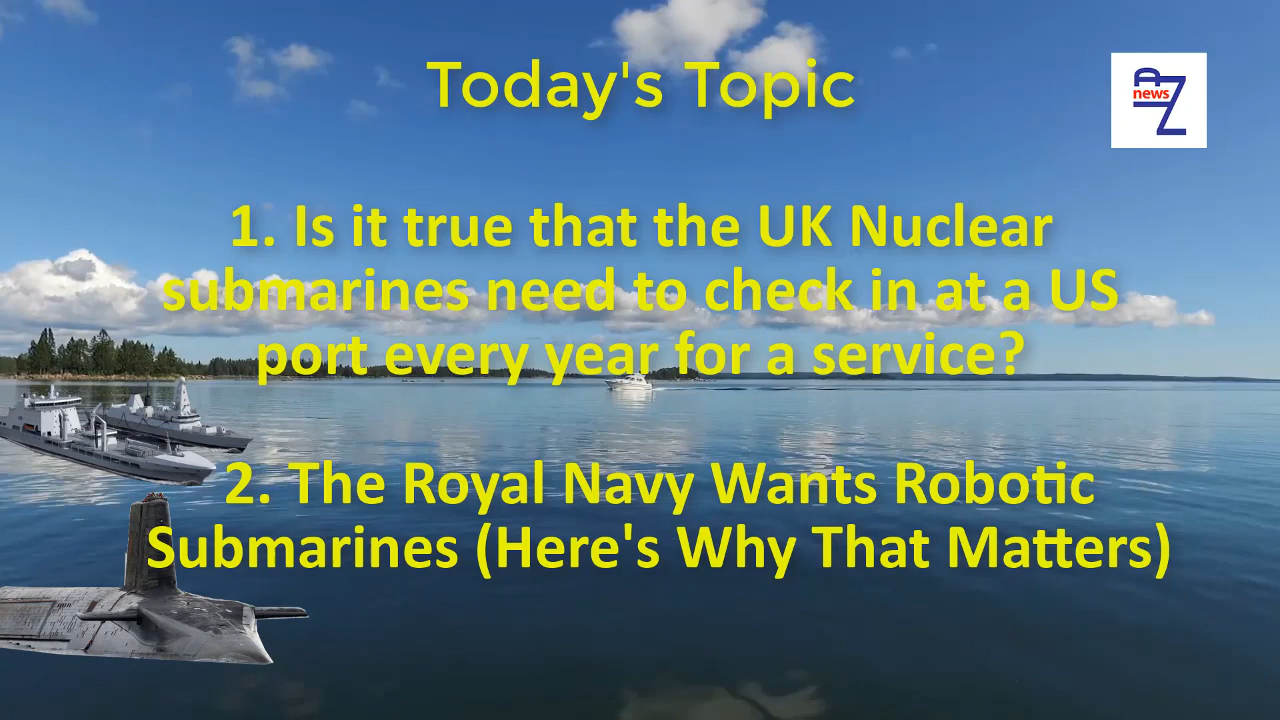 Today's Topic
A
news
Z
1. Is it true that the UK Nuclear
submarines need to check in at a US
port every year for a service?
2. The Royal Navy Wants Robotic
Submarines (Here's Why That Matters)